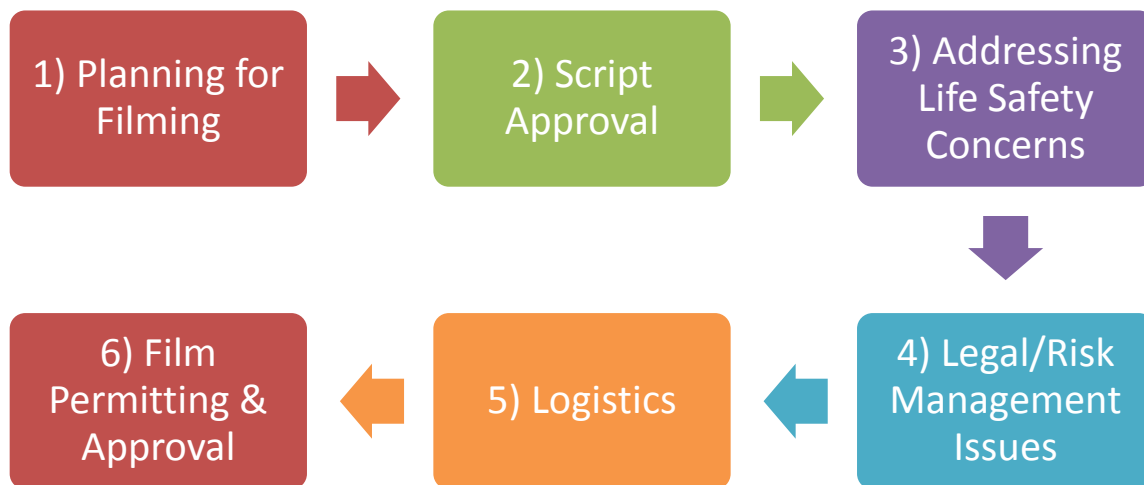 1) Planning for
Filming
2) Script
Approval
3) Addressing
Life Safety
Concerns
4) Legal/Risk
Management
Issues
5) Logistics
6) Film
Permitting &
Approval